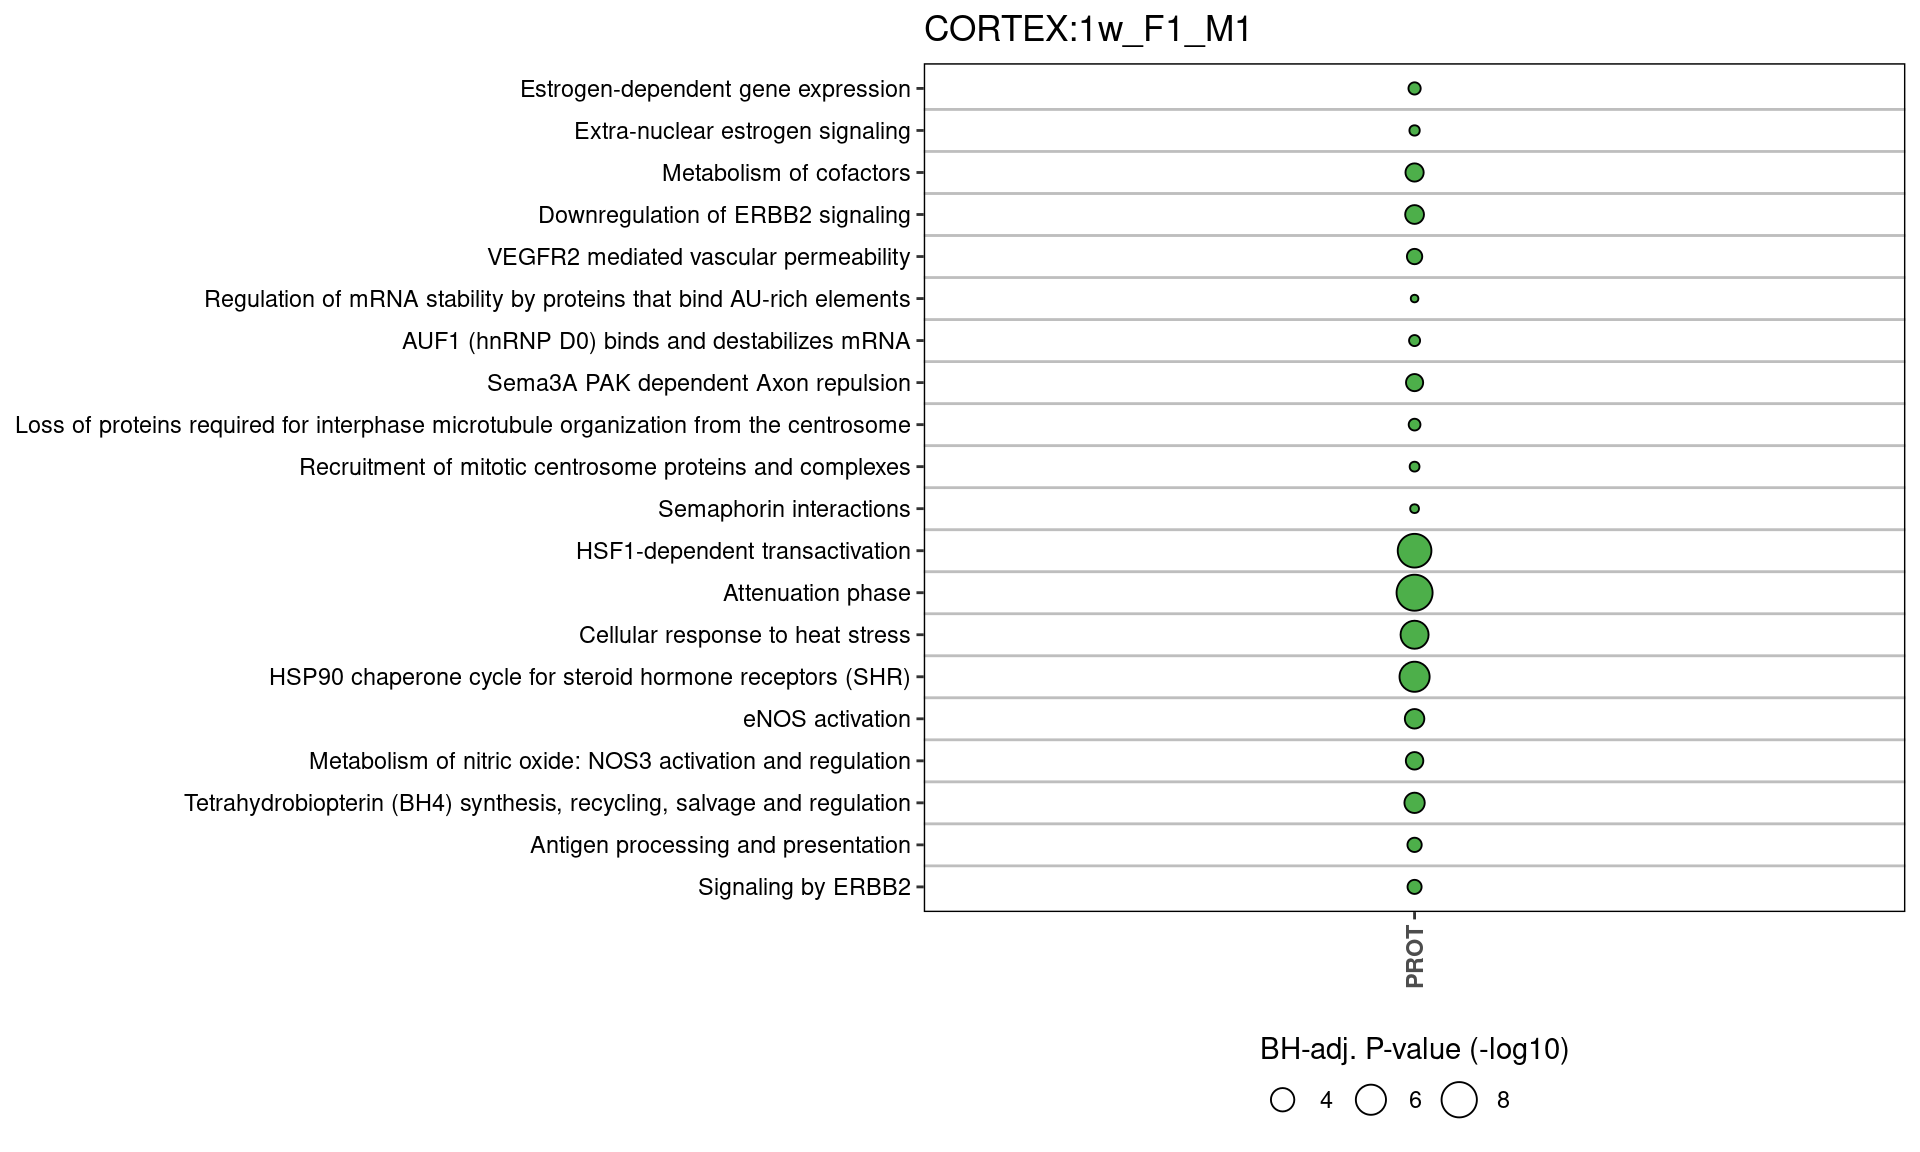 CORTEX:1w_F1_M1
Estrogen-dependent gene expression
Extra-nuclear estrogen signaling
Metabolism of cofactors
Downregulation of ERBB2 signaling
VEGFR2 mediated vascular permeability
Regulation of mRNA stability by proteins that bind AU-rich elements
AUF1 (hnRNP D0) binds and destabilizes mRNA
Sema3A PAK dependent Axon repulsion
Loss of proteins required for interphase microtubule organization from the centrosome
Recruitment of mitotic centrosome proteins and complexes
Semaphorin interactions
HSF1-dependent transactivation
Attenuation phase
Cellular response to heat stress
HSP90 chaperone cycle for steroid hormone receptors (SHR)
eNOS activation
Metabolism of nitric oxide: NOS3 activation and regulation
Tetrahydrobiopterin (BH4) synthesis, recycling, salvage and regulation
Antigen processing and presentation
Signaling by ERBB2
PROT
BH-adj. P-value (-log10)
4 6 8